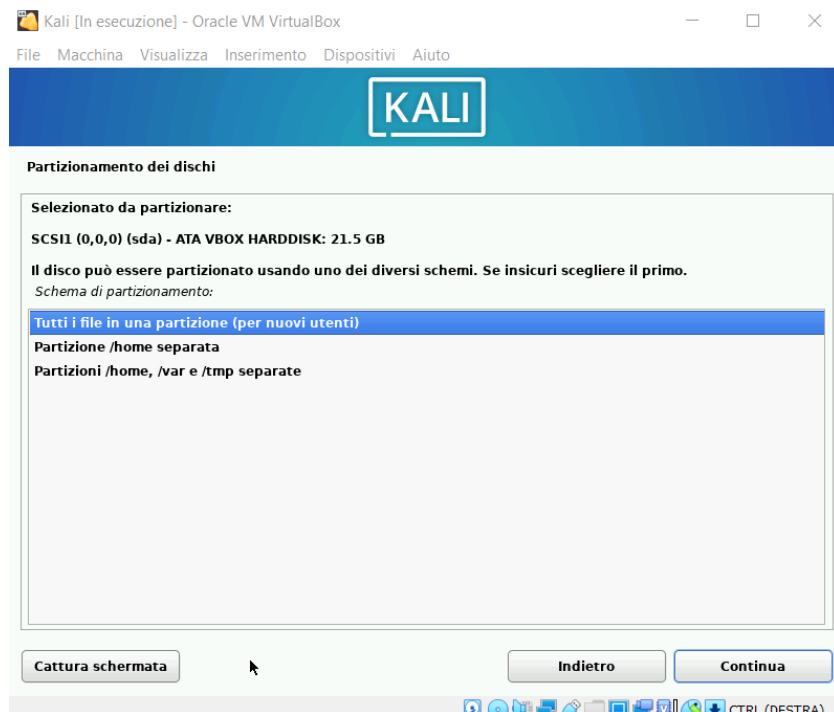 Kali [In esecuzione] - Oracle VM VirtualBox
File Macchina Visualizza Inserimento Dispositivi Aiuto
KALI
Partizionamento dei dischi
Selezionato da partizionare:
SCSI1 (0,0,0) (sda) - ATA VBOX HARDDISK: 21.5 GB
Il disco può essere partizionato usando uno dei diversi schemi. Se insicuri scegliere il primo.
Schema di partizionamento:
Tutti i file in una partizione (per nuovi utenti)
Partizione /home separata
Partizioni /home, /var e /tmp separate
Cattura schermata
Indietro
Continua
CTRL (DESTRA)